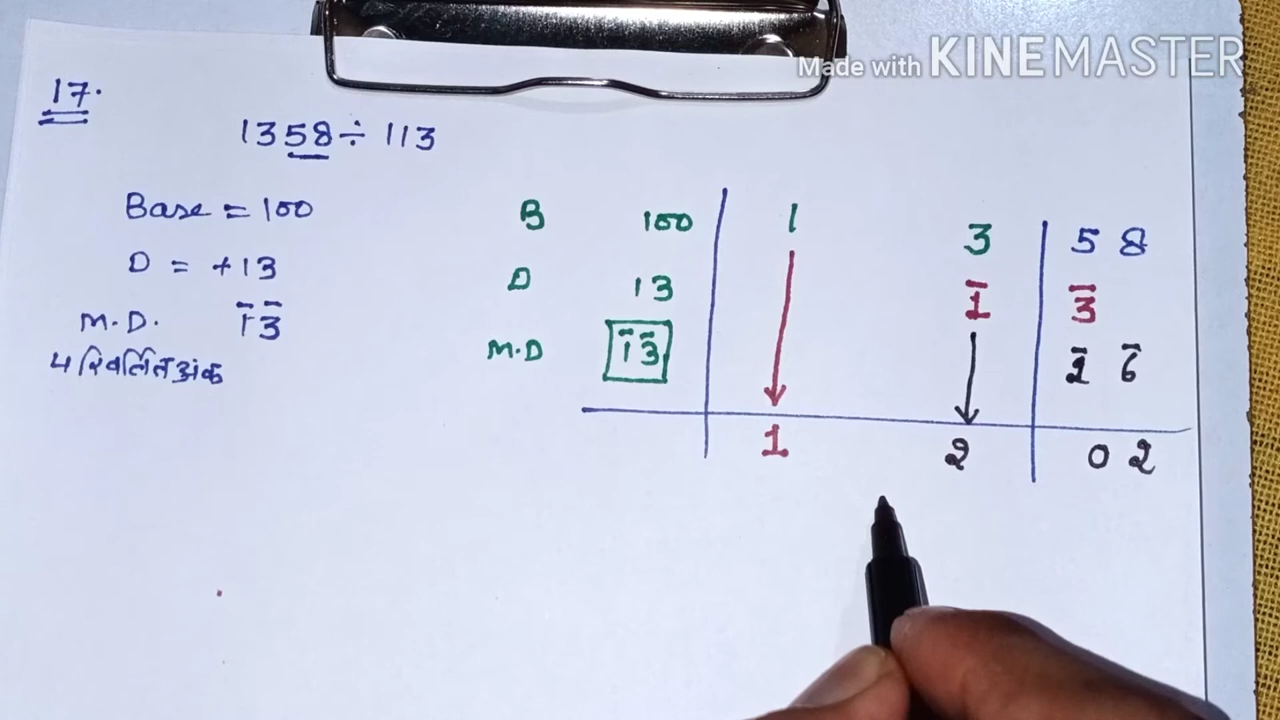 Made with KINEMASTER
17.
1358 ÷ 113
Base = 100
D = +13
M.D. 1̅ 3̅
परिवर्तित अंक
B 100 1 3 5 8
D 13 1̅ 3̅
M.D 1̅ 3̅ 2̅ 6̅
1 2 0 2